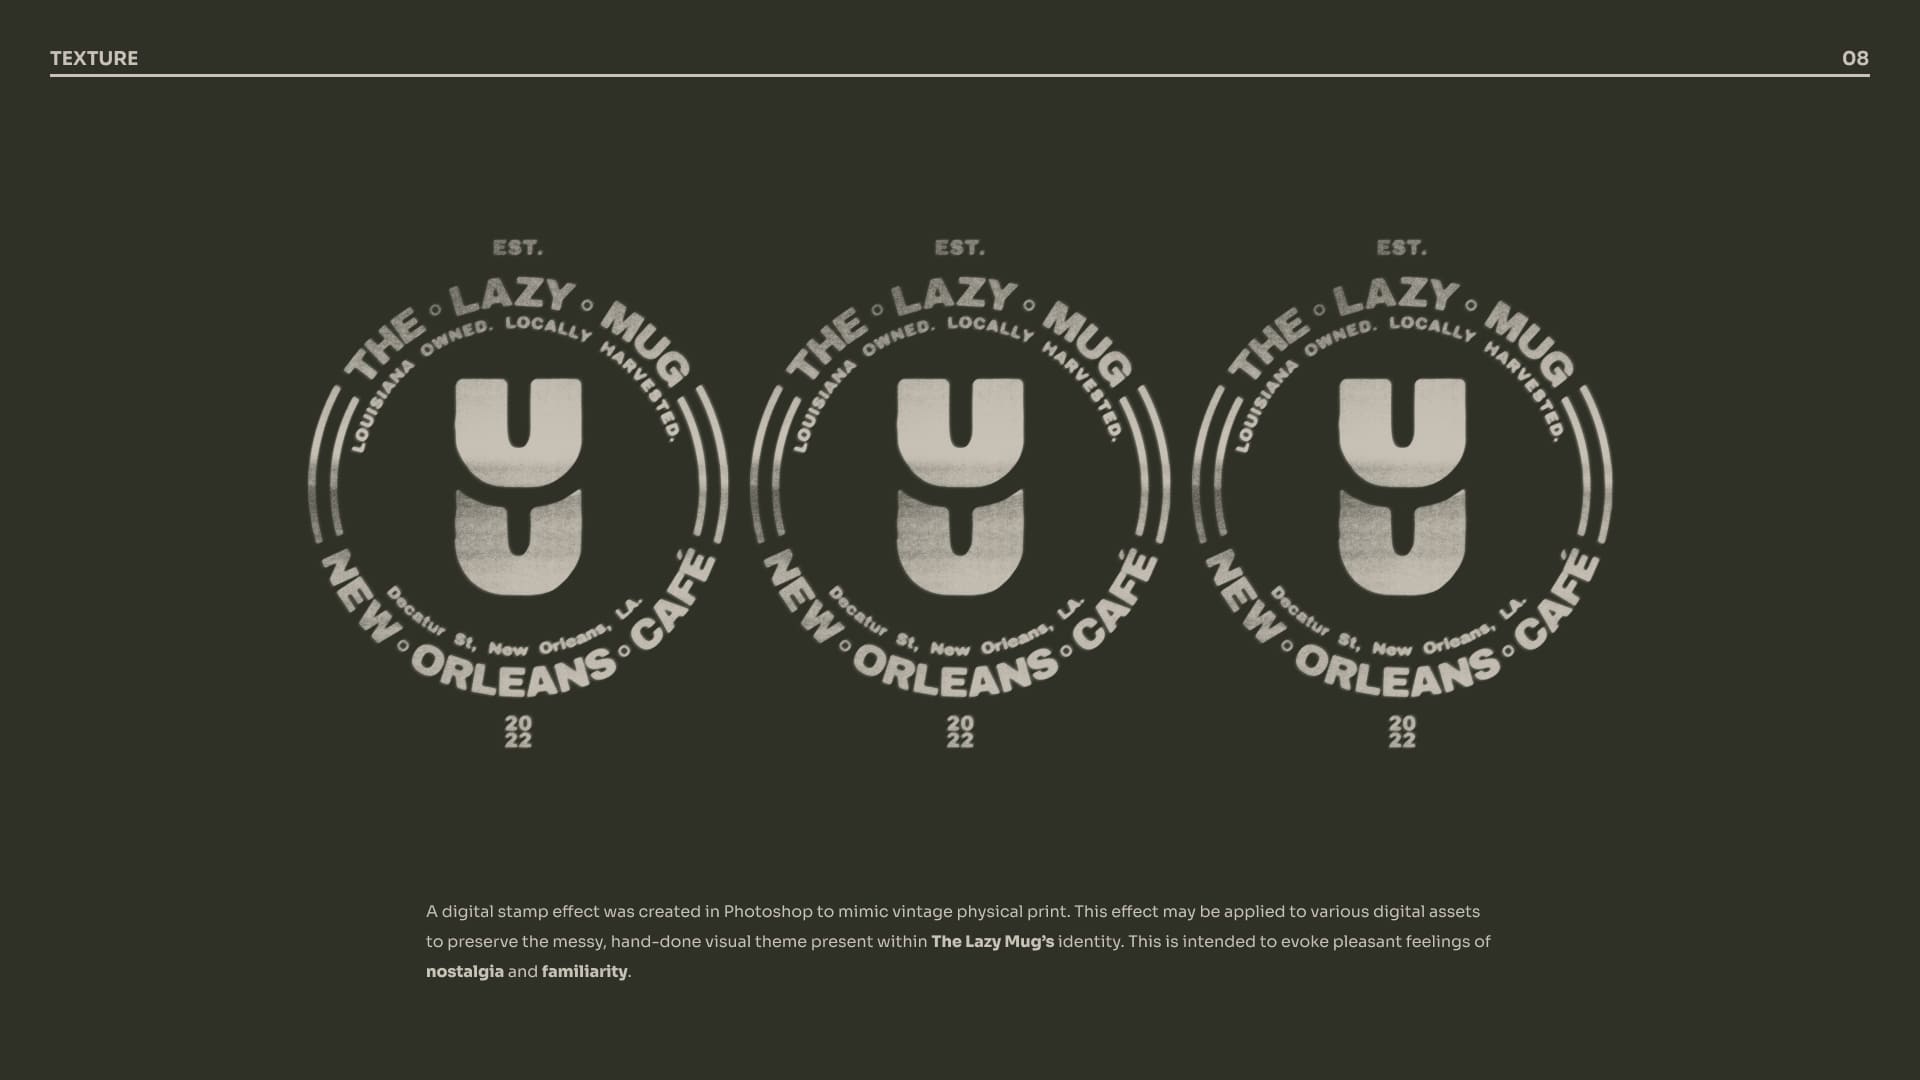 TEXTURE
08
EST.
THE LAZY MUG
LOUISIANA OWNED. LOCALLY HARVESTED.
Decatur St, New Orleans, LA.
NEW ORLEANS CAFÉ
20
22
EST.
THE LAZY MUG
LOUISIANA OWNED. LOCALLY HARVESTED.
Decatur St, New Orleans, LA.
NEW ORLEANS CAFÉ
20
22
EST.
THE LAZY MUG
LOUISIANA OWNED. LOCALLY HARVESTED.
Decatur St, New Orleans, LA.
NEW ORLEANS CAFÉ
20
22
A digital stamp effect was created in Photoshop to mimic vintage physical print. This effect may be applied to various digital assets
to preserve the messy, hand-done visual theme present within The Lazy Mug’s identity. This is intended to evoke pleasant feelings of
nostalgia and familiarity.